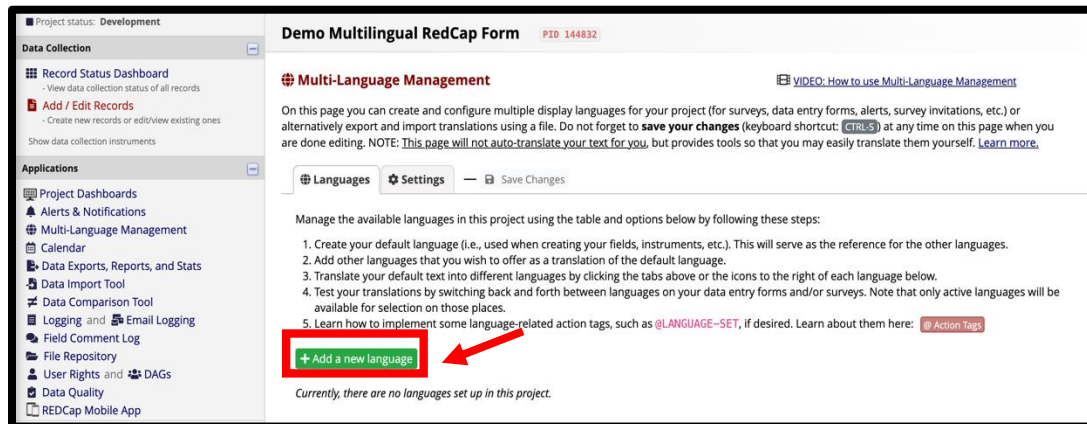 Project status: Development
Data Collection
Record Status Dashboard
- View data collection status of all records
Add / Edit Records
- Create new records or edit/view existing ones
Show data collection instruments
Applications
Project Dashboards
Alerts & Notifications
Multi-Language Management
Calendar
Data Exports, Reports, and Stats
Data Import Tool
Data Comparison Tool
Logging and Email Logging
Field Comment Log
File Repository
User Rights and DAGs
Data Quality
REDCap Mobile App
Demo Multilingual RedCap Form PID 144832
Multi-Language Management
VIDEO: How to use Multi-Language Management
On this page you can create and configure multiple display languages for your project (for surveys, data entry forms, alerts, survey invitations, etc.) or
alternatively export and import translations using a file. Do not forget to save your changes (keyboard shortcut: CTRL-S) at any time on this page when you
are done editing. NOTE: This page will not auto-translate your text for you, but provides tools so that you may easily translate them yourself. Learn more.
Languages Settings — Save Changes
Manage the available languages in this project using the table and options below by following these steps:
1. Create your default language (i.e., used when creating your fields, instruments, etc.). This will serve as the reference for the other languages.
2. Add other languages that you wish to offer as a translation of the default language.
3. Translate your default text into different languages by clicking the tabs above or the icons to the right of each language below.
4. Test your translations by switching back and forth between languages on your data entry forms and/or surveys. Note that only active languages will be
available for selection on those places.
5. Learn how to implement some language-related action tags, such as @LANGUAGE-SET, if desired. Learn about them here: @ Action Tags
+ Add a new language
Currently, there are no languages set up in this project.